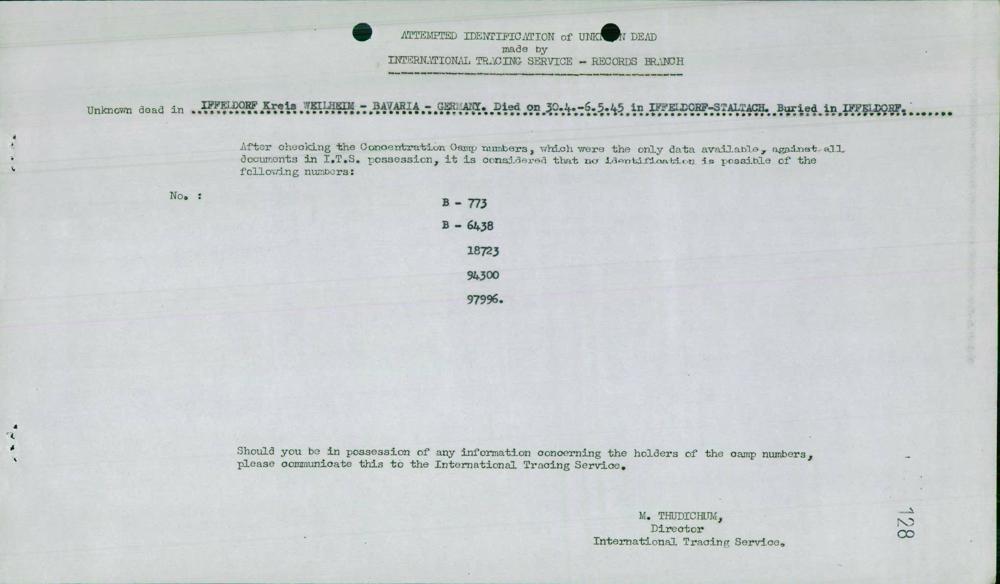 ATTEMPTED IDENTIFICATION of UNKNOWN DEAD
made by
INTERNATIONAL TRACING SERVICE - RECORDS BRANCH
Unknown dead in ..IFFELDORF Kreis WEILHEIM - BAVARIA - GERMANY. Died on 30.4.-6.5.45 in IFFELDORF-STALTACH. Buried in IFFELDORF.
After checking the Concentration Camp numbers, which were the only data available, against all
documents in I.T.S. possession, it is considered that no identification is possible of the
following numbers:
No. :
B - 773
B - 6438
18723
94300
97996.
Should you be in possession of any information concerning the holders of the camp numbers,
please communicate this to the International Tracing Service.
M. THUDICHUM,
Director
International Tracing Service.
128